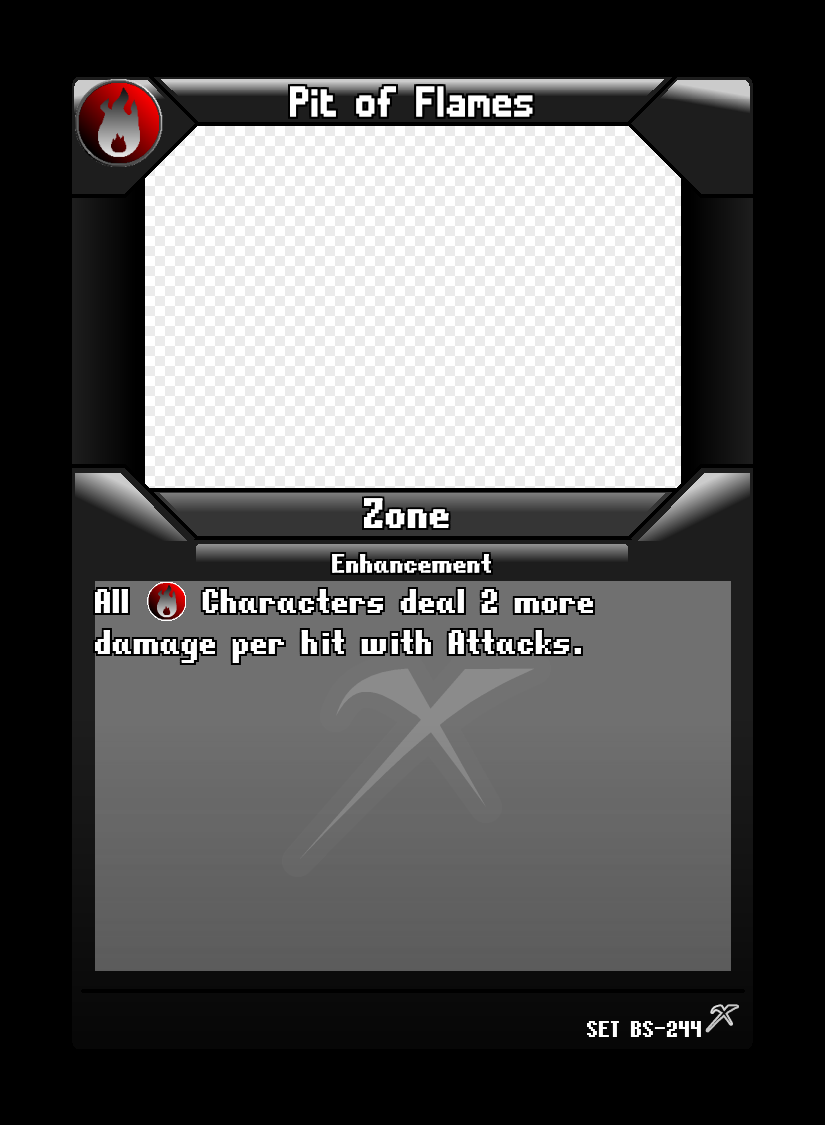 Pit of Flames
Zone
Enhancement
All Characters deal 2 more
damage per hit with Attacks.
SET BS-244